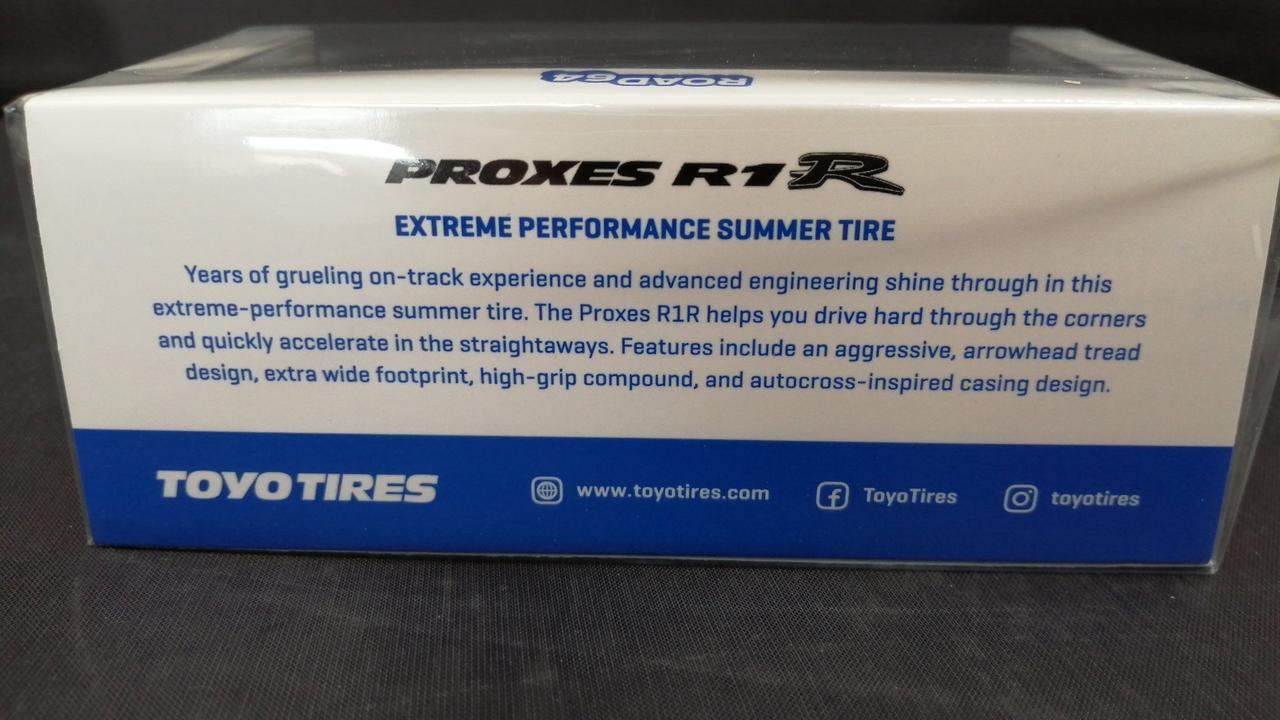 ROAD64
PROXES R1R
EXTREME PERFORMANCE SUMMER TIRE
Years of grueling on-track experience and advanced engineering shine through in this
extreme-performance summer tire. The Proxes R1R helps you drive hard through the corners
and quickly accelerate in the straightaways. Features include an aggressive, arrowhead tread
design, extra wide footprint, high-grip compound, and autocross-inspired casing design.
TOYO TIRES www.toyotires.com ToyoTires toyotires